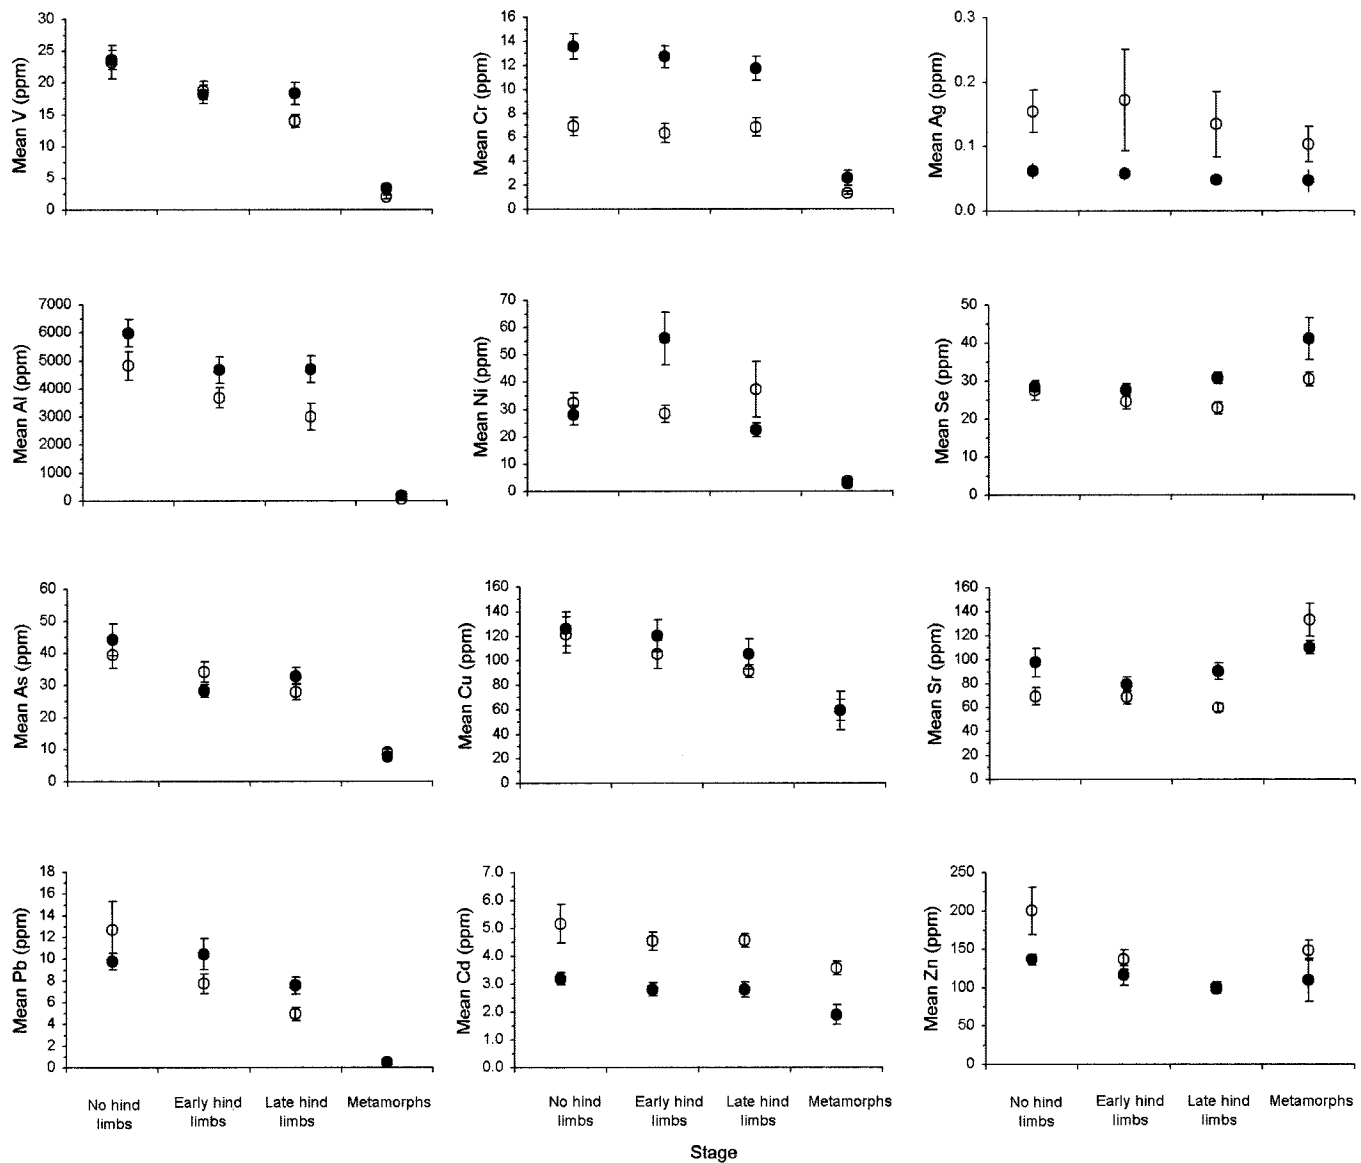 Mean V (ppm)
30
25
20
15
10
5
0
Mean Cr (ppm)
16
14
12
10
8
6
4
2
0
Mean Ag (ppm)
0.3
0.2
0.1
0.0
Mean Al (ppm)
7000
6000
5000
4000
3000
2000
1000
0
Mean Ni (ppm)
70
60
50
40
30
20
10
0
Mean Se (ppm)
50
40
30
20
10
0
Mean As (ppm)
60
50
40
30
20
10
0
Mean Cu (ppm)
160
140
120
100
80
60
40
20
0
Mean Sr (ppm)
160
140
120
100
80
60
40
20
0
Mean Pb (ppm)
18
16
14
12
10
8
6
4
2
0
Mean Cd (ppm)
7.0
6.0
5.0
4.0
3.0
2.0
1.0
0.0
Mean Zn (ppm)
250
200
150
100
50
0
No hind
limbs
Early hind
limbs
Late hind
limbs
Metamorphs
No hind
limbs
Early hind
limbs
Late hind
limbs
Metamorphs
No hind
limbs
Early hind
limbs
Late hind
limbs
Metamorphs
Stage